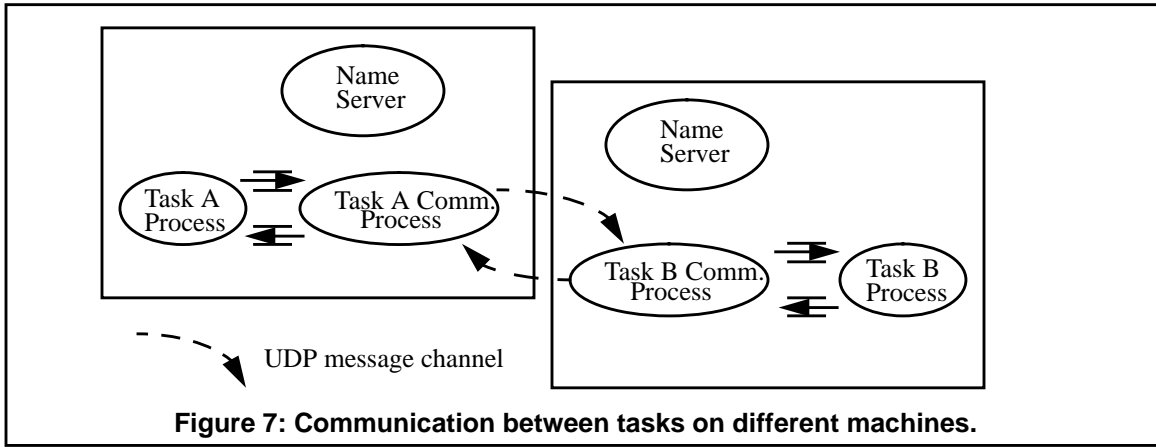 Name
Server
Task A
Process
Task A Comm.
Process
Name
Server
Task B Comm.
Process
Task B
Process
UDP message channel
Figure 7: Communication between tasks on different machines.